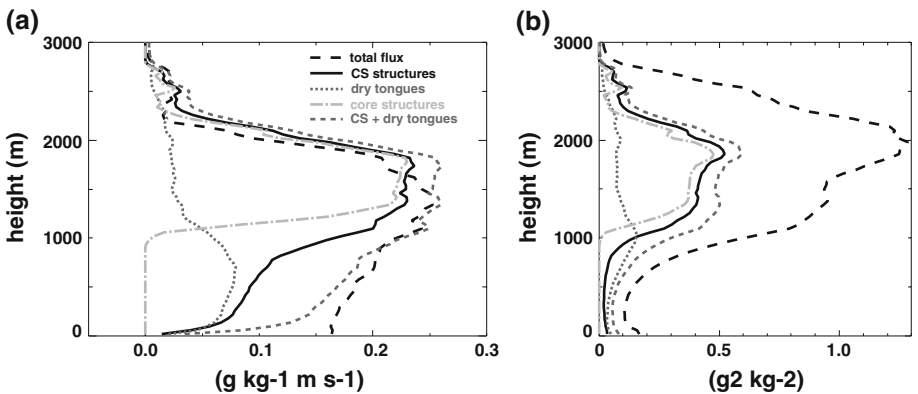 (a)
3000
2000
1000
0
height (m)
total flux
CS structures
dry tongues
core structures
CS + dry tongues
0.0 0.1 0.2 0.3
(g kg-1 m s-1)
(b)
3000
2000
1000
0
height (m)
0 0.5 1.0
(g2 kg-2)